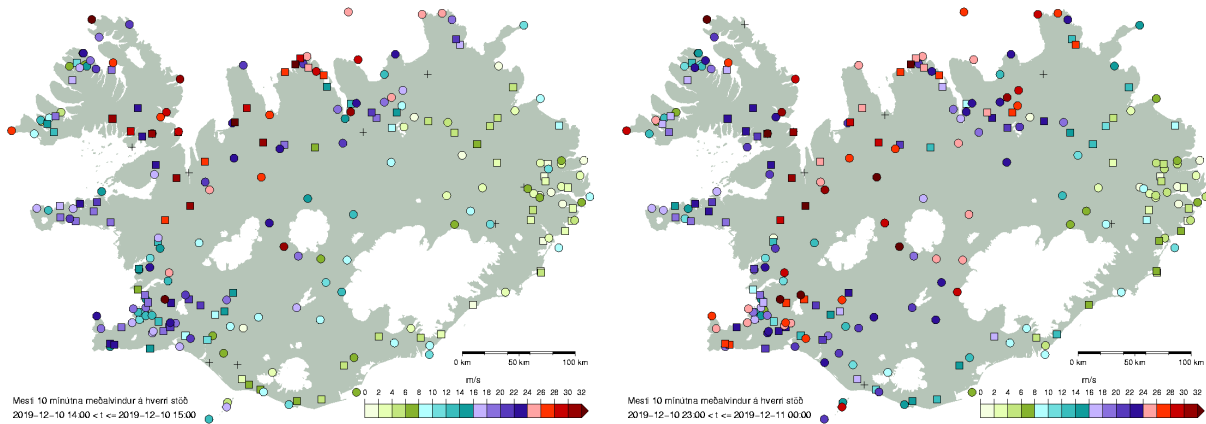 0 km 50 km 100 km
m/s
0 2 4 6 8 10 12 14 16 18 20 22 24 26 28 30 32
Mesti 10 mínútna meðalvindur á hverri stöð
2019-12-10 14:00 < t <= 2019-12-10 15:00
0 km 50 km 100 km
m/s
0 2 4 6 8 10 12 14 16 18 20 22 24 26 28 30 32
Mesti 10 mínútna meðalvindur á hverri stöð
2019-12-10 23:00 < t <= 2019-12-11 00:00